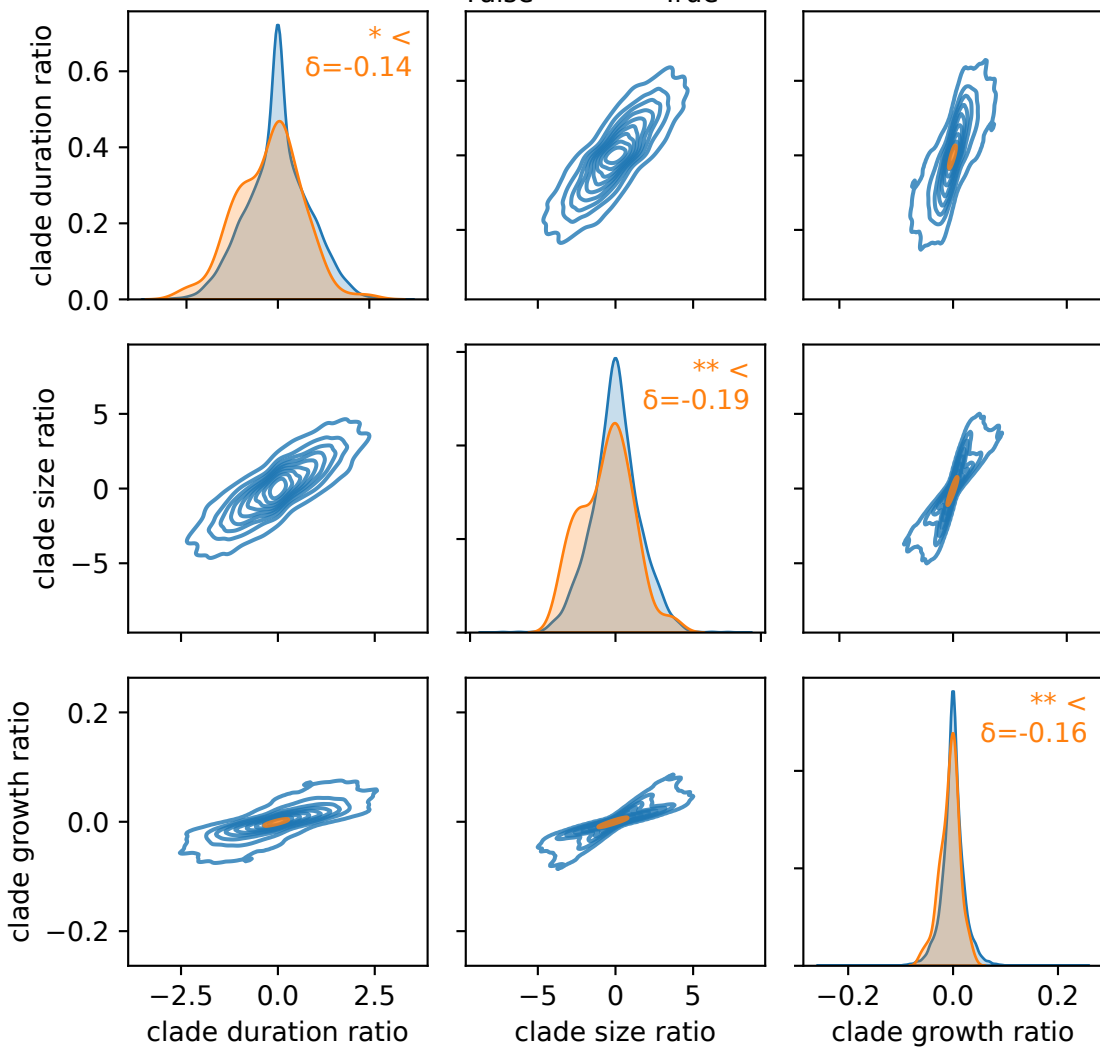 True
* <
δ=-0.14
clade duration ratio
0.6
0.4
0.2
0.0
** <
δ=-0.19
clade size ratio
5
0
−5
** <
δ=-0.16
clade growth ratio
0.2
0.0
−0.2
−2.5 0.0 2.5
−5 0 5
−0.2 0.0 0.2
clade duration ratio
clade size ratio
clade growth ratio